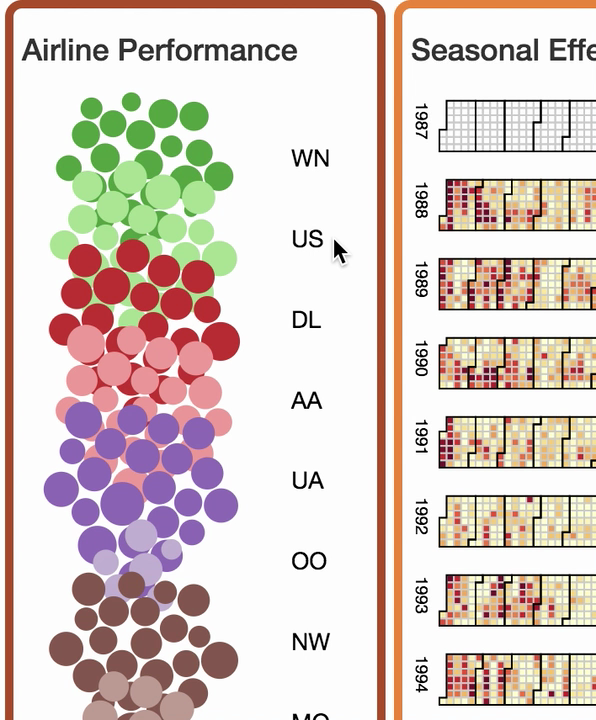 Airline Performance
WN
US
DL
AA
UA
OO
NW
Seasonal Effe
1987
1988
1989
1990
1991
1992
1993
1994